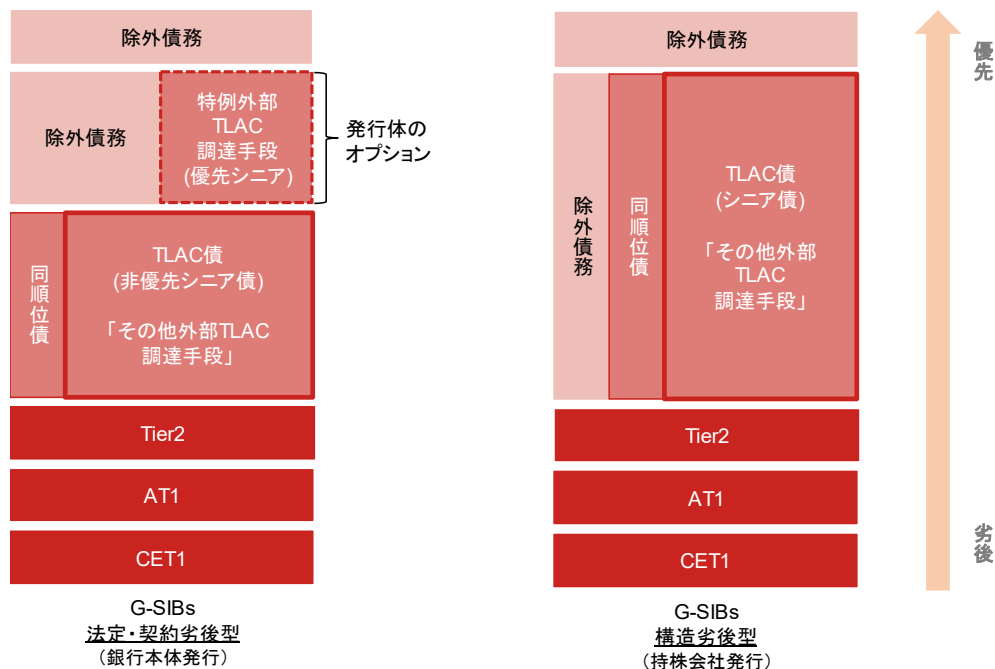 除外債務
除外債務
特例外部
TLAC
調達手段
(優先シニア)
発行体の
オプション
同順位債
TLAC債
(非優先シニア債)
「その他外部TLAC
調達手段」
Tier2
AT1
CET1
G-SIBs
法定・契約劣後型
（銀行本体発行）
除外債務
除外債務
同順位債
TLAC債
(シニア債)
「その他外部
TLAC
調達手段」
Tier2
AT1
CET1
G-SIBs
構造劣後型
（持株会社発行）
優先
劣後